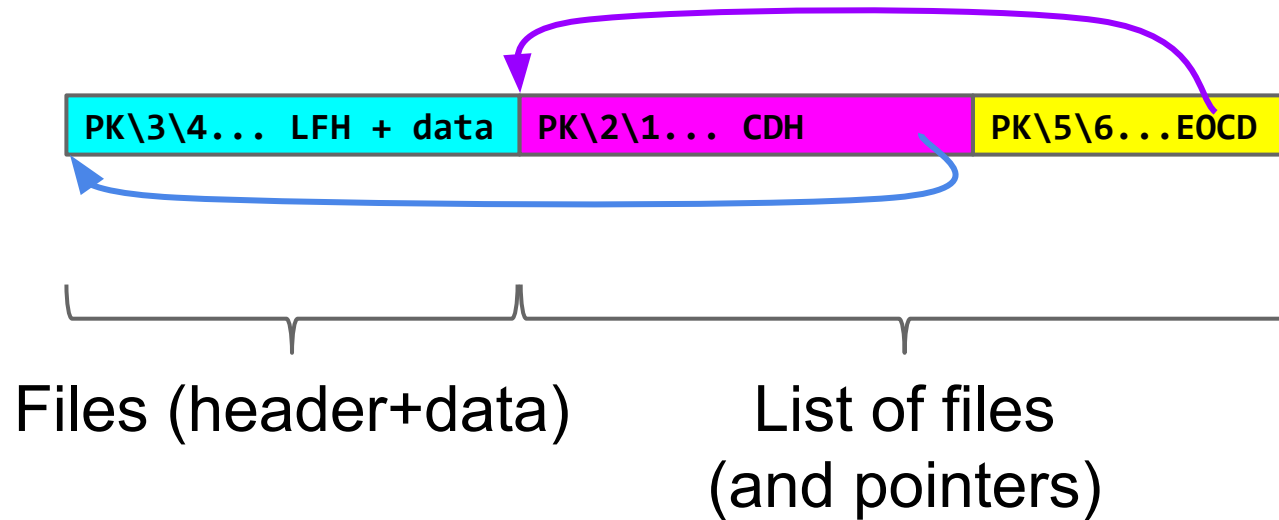 PK\3\4... LFH + data PK\2\1... CDH PK\5\6...EOCD
Files (header+data) List of files
(and pointers)